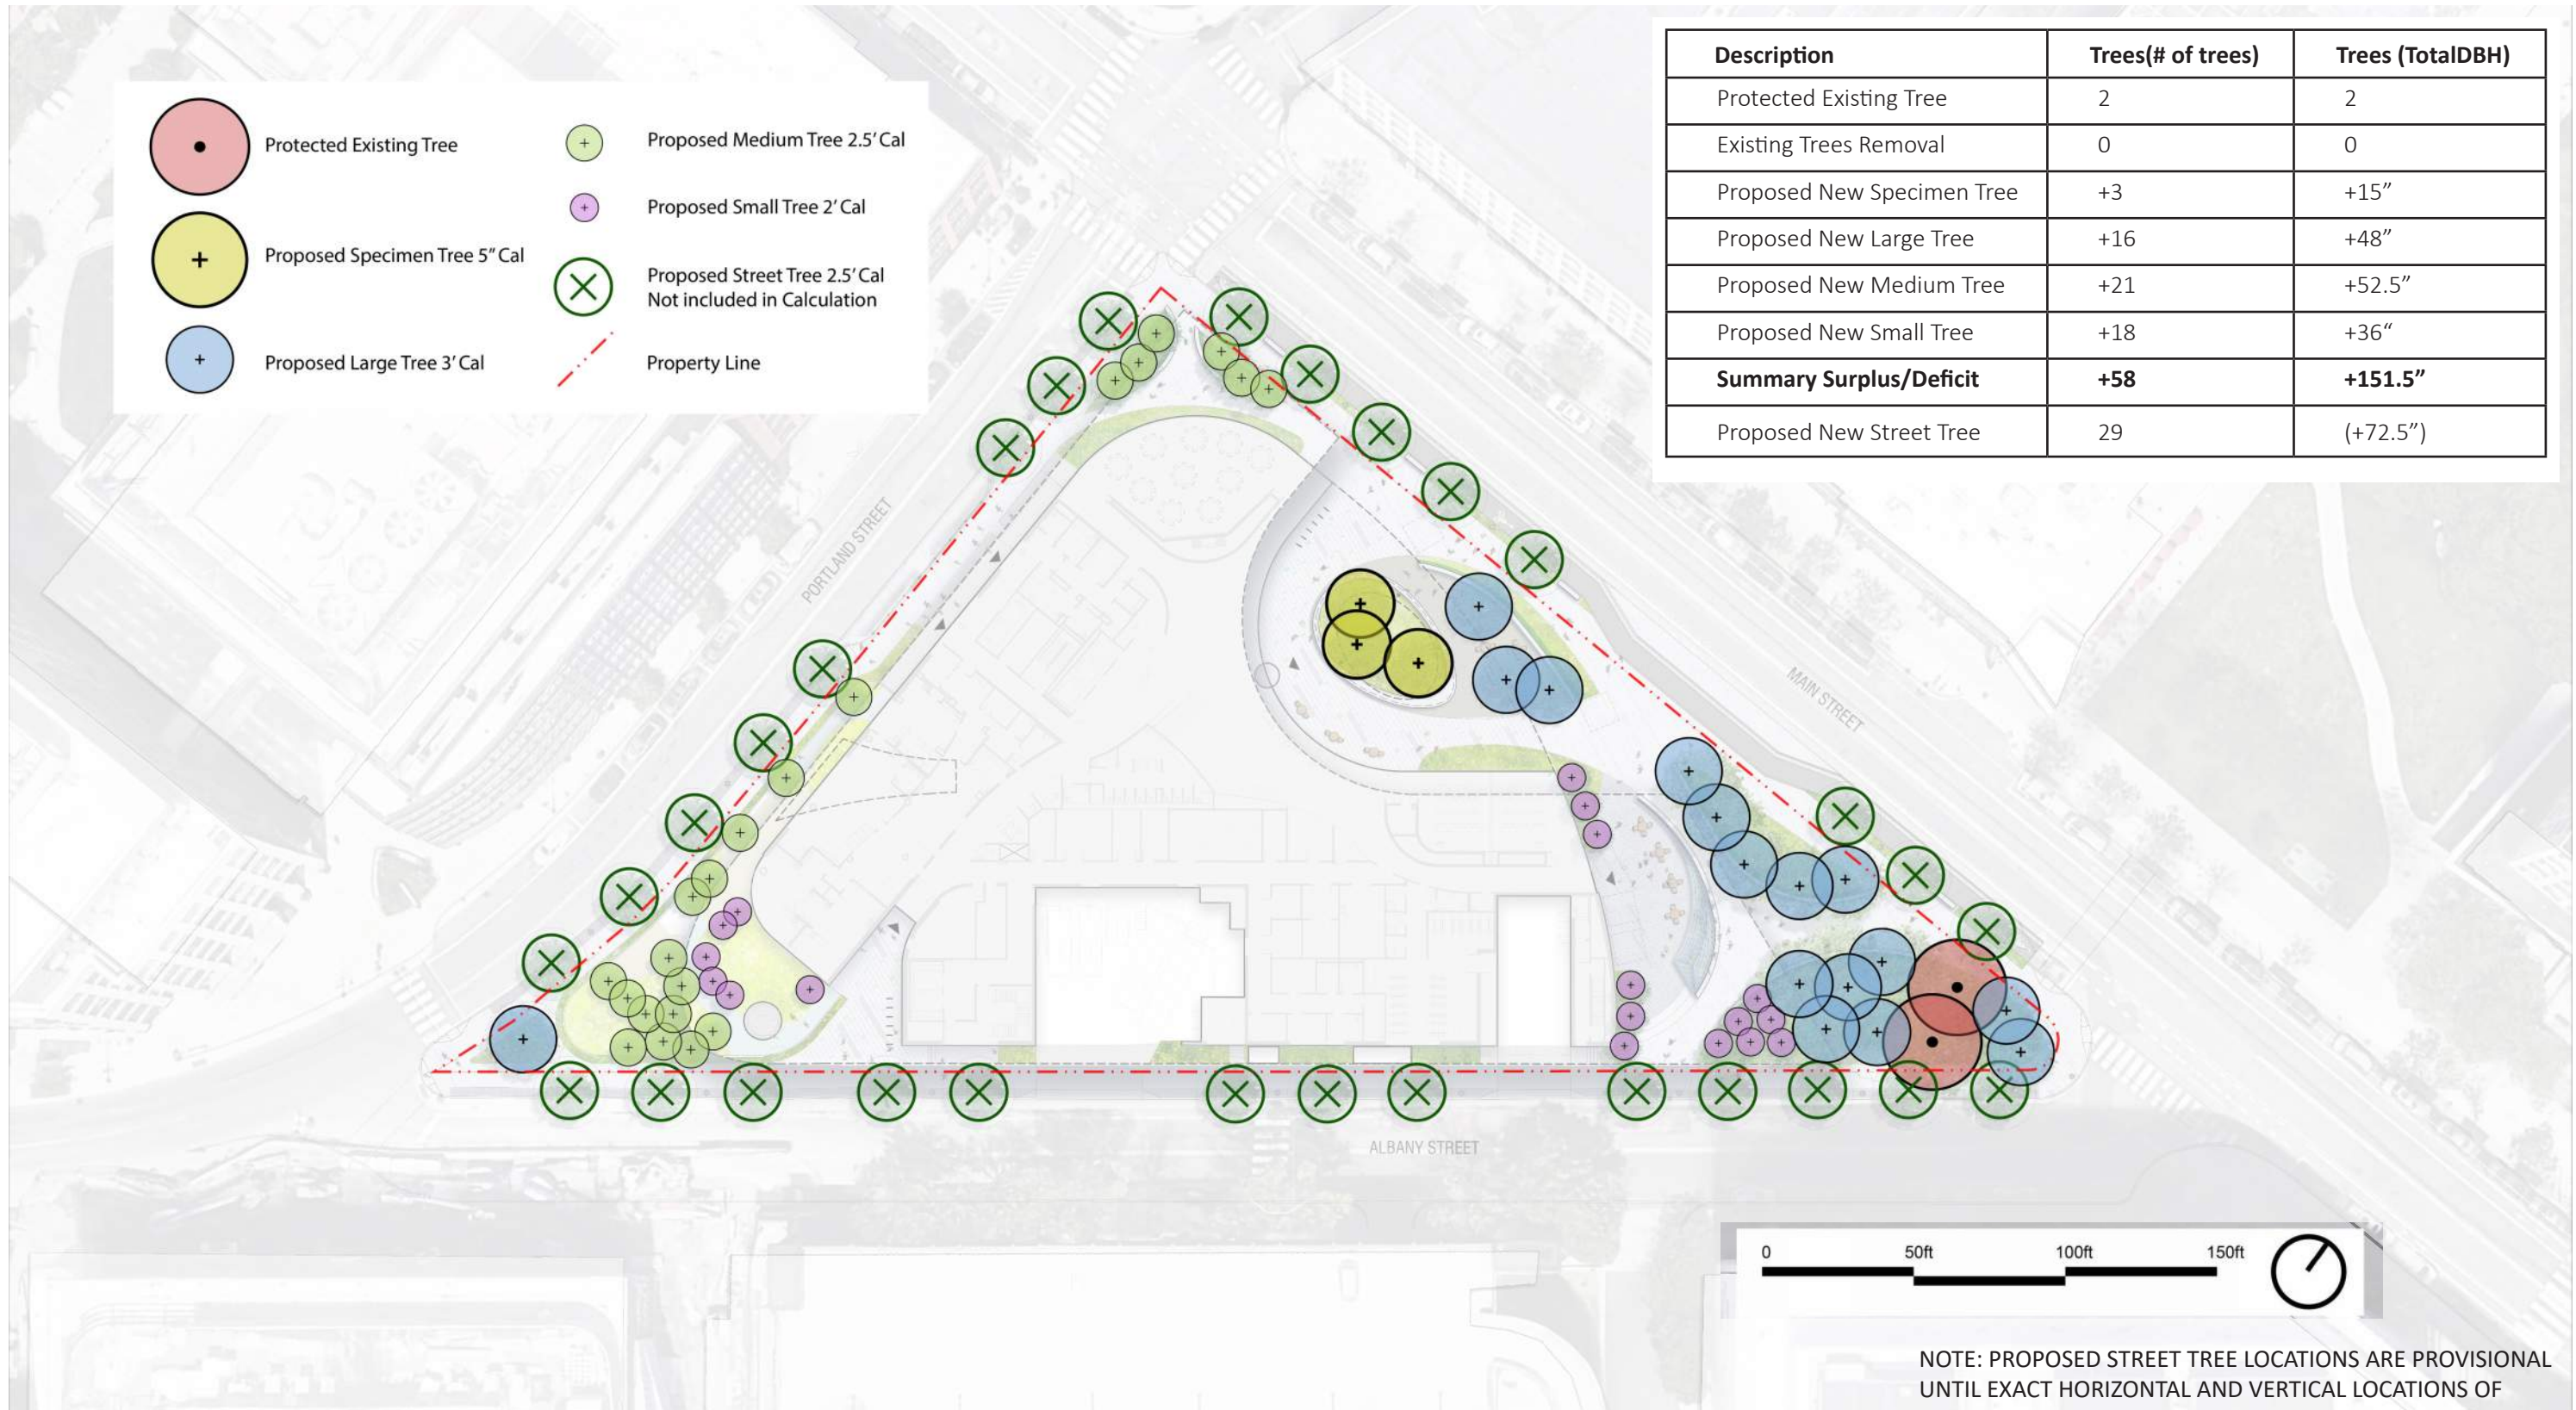 Protected Existing Tree
Proposed Specimen Tree 5” Cal
Proposed Large Tree 3’ Cal
Proposed Medium Tree 2.5’ Cal
Proposed Small Tree 2’ Cal
Proposed Street Tree 2.5’ Cal
Not included in Calculation
Property Line
Description Trees(# of trees) Trees (TotalDBH)
Protected Existing Tree 2 2
Existing Trees Removal 0 0
Proposed New Specimen Tree +3 +15”
Proposed New Large Tree +16 +48”
Proposed New Medium Tree +21 +52.5”
Proposed New Small Tree +18 +36“
Summary Surplus/Deficit +58 +151.5”
Proposed New Street Tree 29 (+72.5”)
PORTLAND STREET
MAIN STREET
ALBANY STREET
0 50ft 100ft 150ft
NOTE: PROPOSED STREET TREE LOCATIONS ARE PROVISIONAL
UNTIL EXACT HORIZONTAL AND VERTICAL LOCATIONS OF